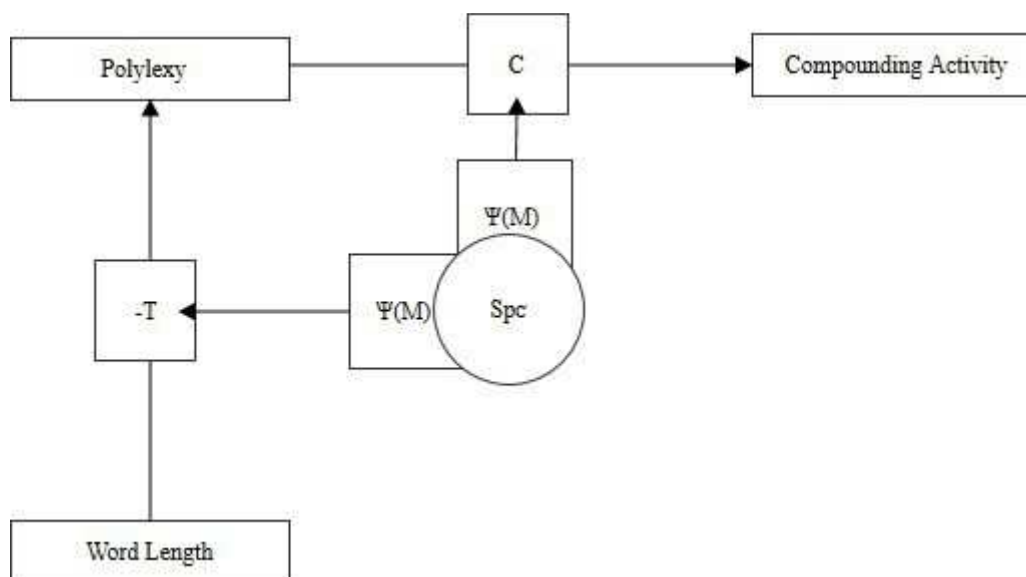 Polylexy
C
Compounding Activity
Ψ(M)
-T
Ψ(M)
Spc
Word Length